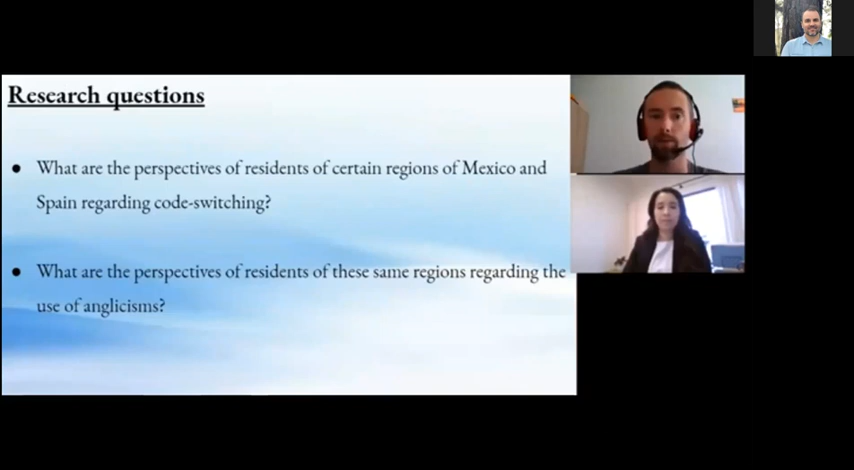 Research questions
● What are the perspectives of residents of certain regions of Mexico and
Spain regarding code-switching?
● What are the perspectives of residents of these same regions regarding the
use of anglicisms?